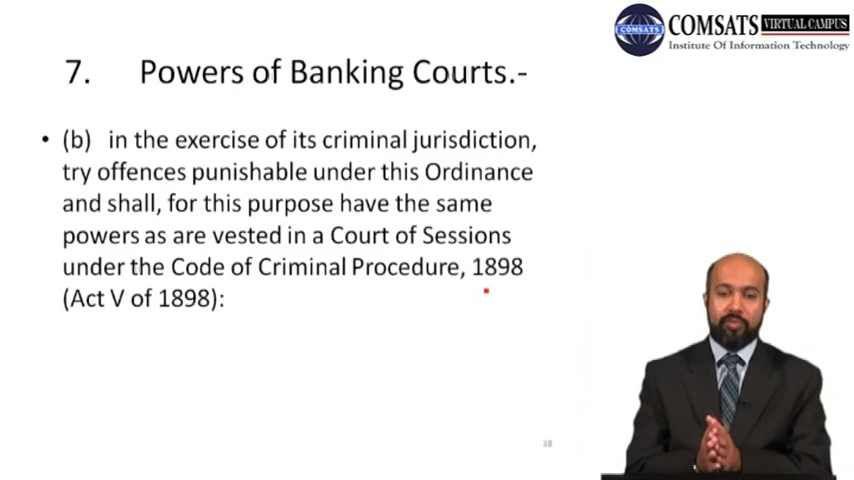 COMSATS VIRTUAL CAMPUS
COMSATS
Institute Of Information Technology
7. Powers of Banking Courts.-
• (b) in the exercise of its criminal jurisdiction,
try offences punishable under this Ordinance
and shall, for this purpose have the same
powers as are vested in a Court of Sessions
under the Code of Criminal Procedure, 1898
(Act V of 1898):
38